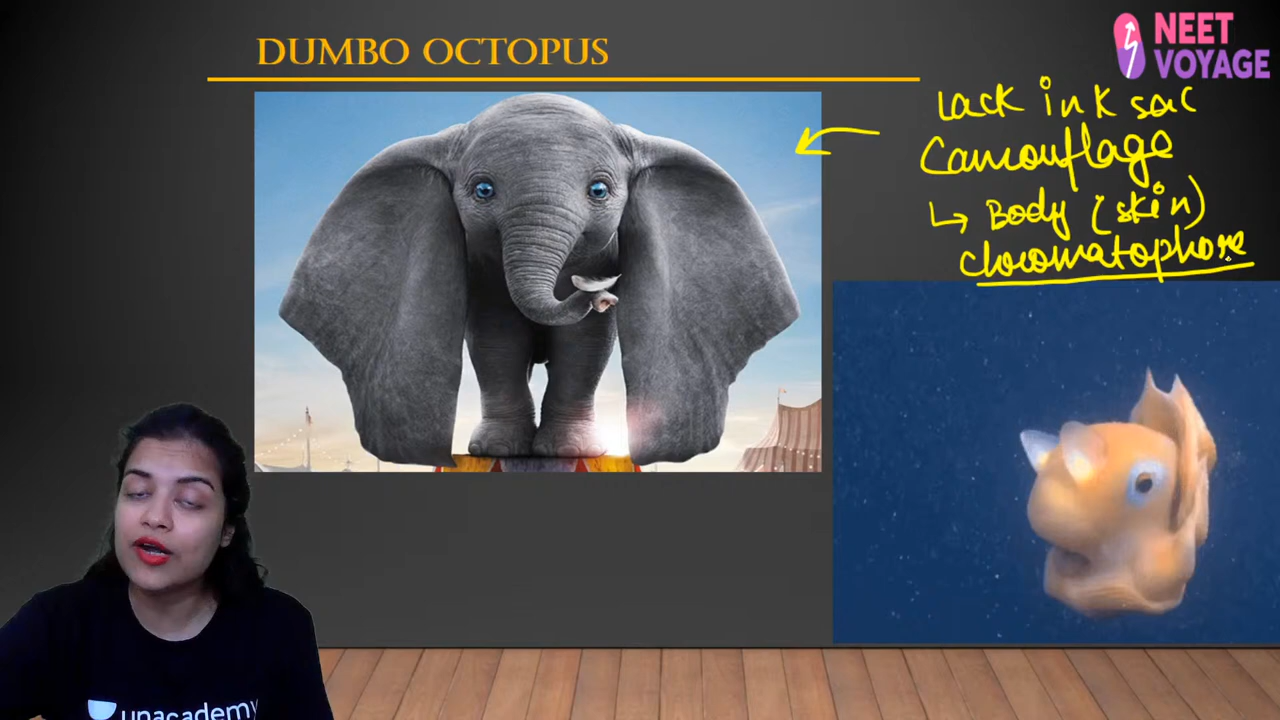 DUMBO OCTOPUS
NEET
VOYAGE
Lack ink sac
Camouflage
↳ Body (skin)
chromatophore
unacademy